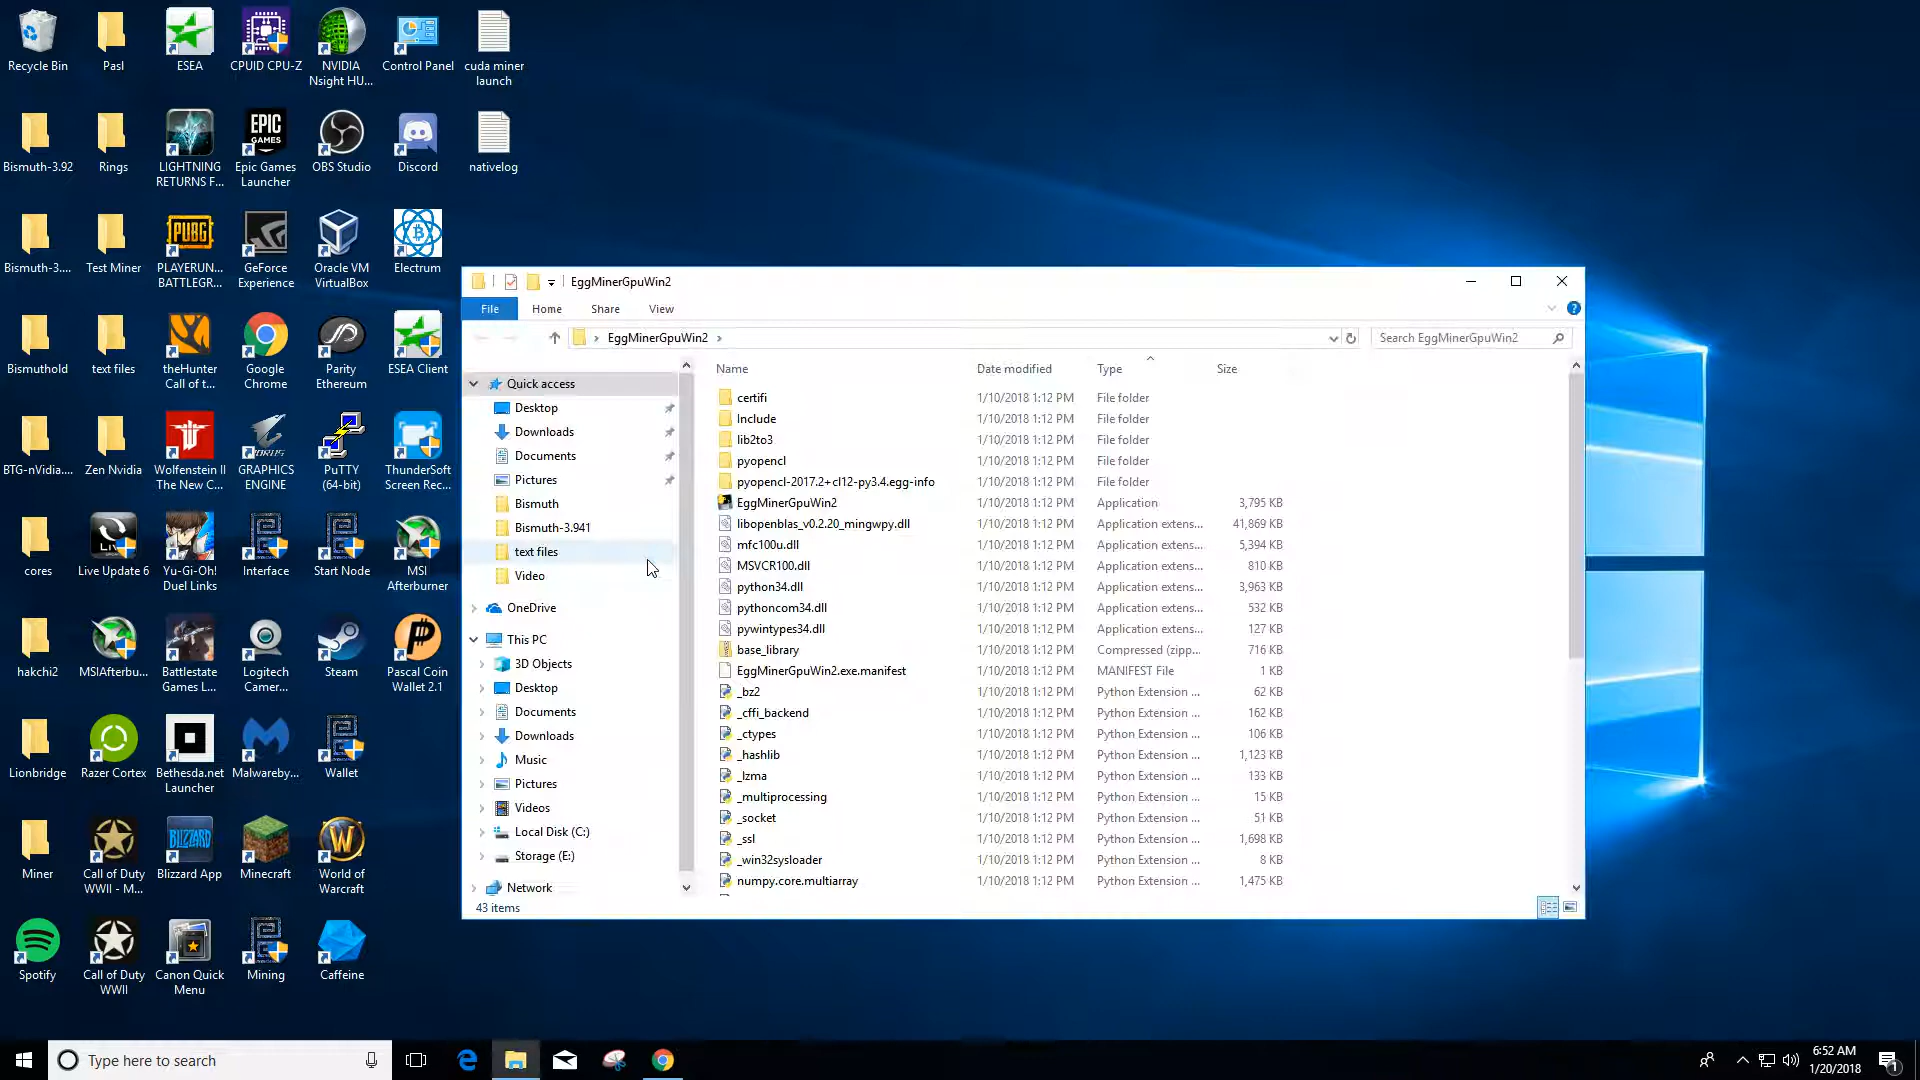 Recycle Bin
Pasl
ESEA
CPUID CPU-Z
NVIDIA
Nsight HU...
Control Panel
cuda miner
launch
Bismuth-3.92
Rings
LIGHTNING
RETURNS F...
EPIC
GAMES
Epic Games
Launcher
OBS Studio
Discord
nativelog
Bismuth-3....
Test Miner
PUBG
PLAYERUN...
BATTLEGR...
GeForce
Experience
Oracle VM
VirtualBox
Electrum
Bismuthold
text files
theHunter
Call of t...
Google
Chrome
Parity
Ethereum
ESEA Client
BTG-nVidia....
Zen Nvidia
Wolfenstein II
The New C...
GRAPHICS
ENGINE
PuTTY
(64-bit)
ThunderSoft
Screen Rec...
cores
Live Update 6
Yu-Gi-Oh!
Duel Links
Interface
Start Node
MSI
Afterburner
hakchi2
MSIAfterbu...
Battlestate
Games L...
Logitech
Camer...
Steam
Pascal Coin
Wallet 2.1
Lionbridge
Razer Cortex
Bethesda.net
Launcher
Malwareby...
Wallet
Miner
Call of Duty
WWII - M...
BLIZZARD
Blizzard App
Minecraft
World of
Warcraft
Spotify
Call of Duty
WWII
Canon Quick
Menu
Mining
Caffeine
EggMinerGpuWin2
File Home Share View
EggMinerGpuWin2
Search EggMinerGpuWin2
Quick access
Desktop
Downloads
Documents
Pictures
Bismuth
Bismuth-3.941
text files
Video
OneDrive
This PC
3D Objects
Desktop
Documents
Downloads
Music
Pictures
Videos
Local Disk (C:)
Storage (E:)
Network
Name Date modified Type Size
certifi 1/10/2018 1:12 PM File folder
Include 1/10/2018 1:12 PM File folder
lib2to3 1/10/2018 1:12 PM File folder
pyopencl 1/10/2018 1:12 PM File folder
pyopencl-2017.2+cl12-py3.4.egg-info 1/10/2018 1:12 PM File folder
EggMinerGpuWin2 1/10/2018 1:12 PM Application 3,795 KB
libopenblas_v0.2.20_mingwpy.dll 1/10/2018 1:12 PM Application extens... 41,869 KB
mfc100u.dll 1/10/2018 1:12 PM Application extens... 5,394 KB
MSVCR100.dll 1/10/2018 1:12 PM Application extens... 810 KB
python34.dll 1/10/2018 1:12 PM Application extens... 3,963 KB
pythoncom34.dll 1/10/2018 1:12 PM Application extens... 532 KB
pywintypes34.dll 1/10/2018 1:12 PM Application extens... 127 KB
base_library 1/10/2018 1:12 PM Compressed (zipp... 716 KB
EggMinerGpuWin2.exe.manifest 1/10/2018 1:12 PM MANIFEST File 1 KB
_bz2 1/10/2018 1:12 PM Python Extension ... 62 KB
_cffi_backend 1/10/2018 1:12 PM Python Extension ... 162 KB
_ctypes 1/10/2018 1:12 PM Python Extension ... 106 KB
_hashlib 1/10/2018 1:12 PM Python Extension ... 1,123 KB
_lzma 1/10/2018 1:12 PM Python Extension ... 133 KB
_multiprocessing 1/10/2018 1:12 PM Python Extension ... 15 KB
_socket 1/10/2018 1:12 PM Python Extension ... 51 KB
_ssl 1/10/2018 1:12 PM Python Extension ... 1,698 KB
_win32sysloader 1/10/2018 1:12 PM Python Extension ... 8 KB
numpy.core.multiarray 1/10/2018 1:12 PM Python Extension ... 1,475 KB
43 items
Type here to search
6:52 AM
1/20/2018
1